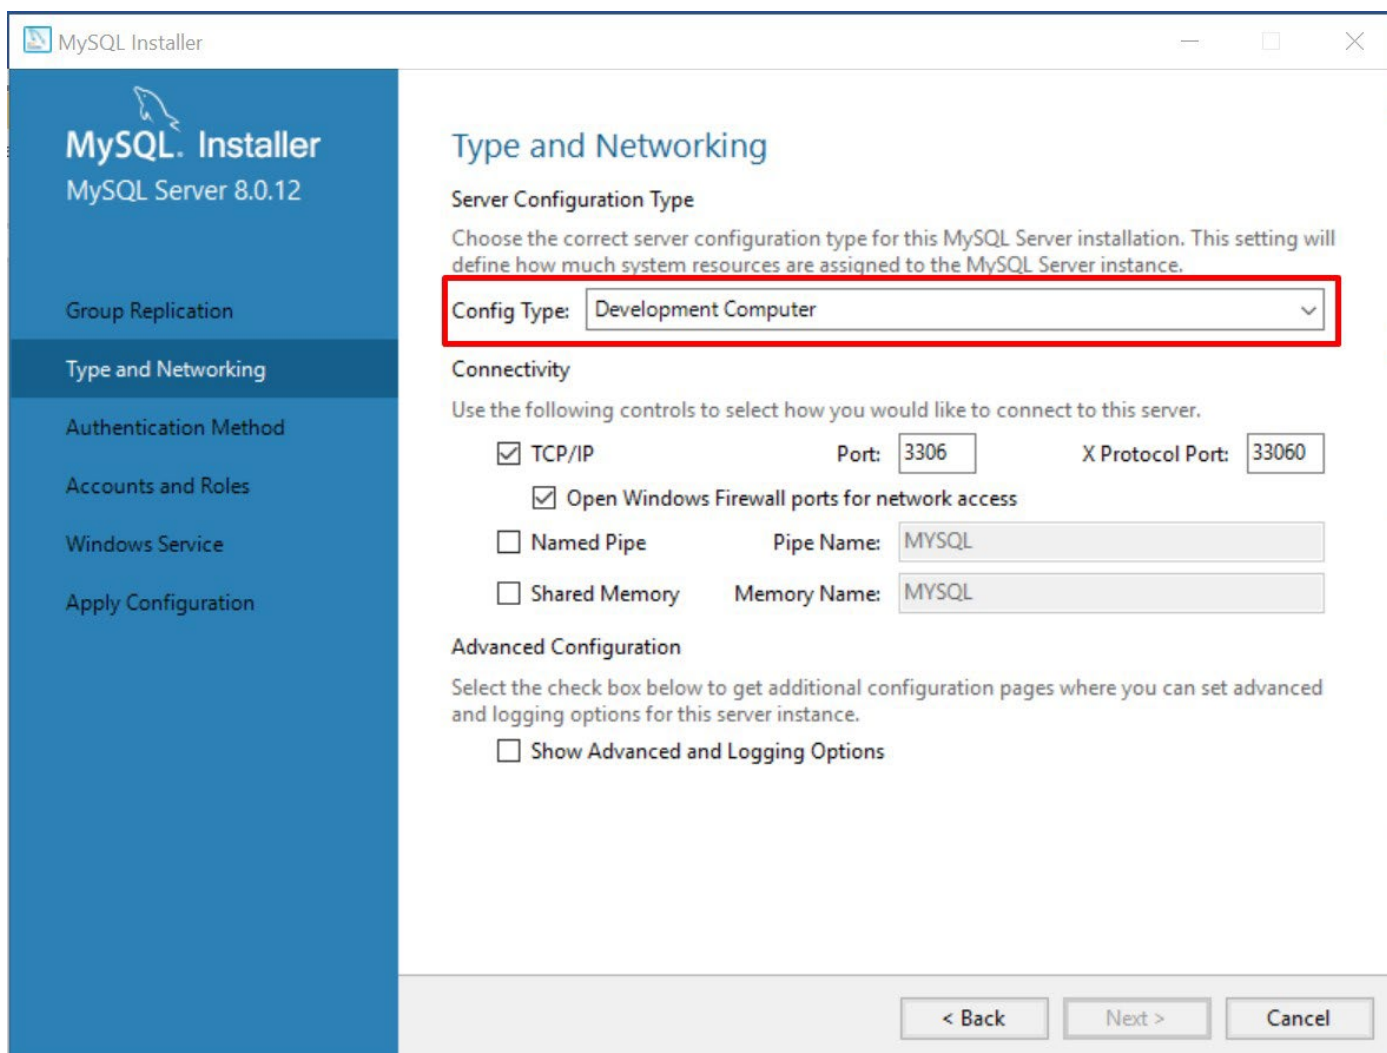 MySQL Installer
MySQL. Installer
MySQL Server 8.0.12
Group Replication
Type and Networking
Authentication Method
Accounts and Roles
Windows Service
Apply Configuration
Type and Networking
Server Configuration Type
Choose the correct server configuration type for this MySQL Server installation. This setting will
define how much system resources are assigned to the MySQL Server instance.
Config Type: Development Computer
Connectivity
Use the following controls to select how you would like to connect to this server.
TCP/IP Port: 3306 X Protocol Port: 33060
Open Windows Firewall ports for network access
Named Pipe Pipe Name: MYSQL
Shared Memory Memory Name: MYSQL
Advanced Configuration
Select the check box below to get additional configuration pages where you can set advanced
and logging options for this server instance.
Show Advanced and Logging Options
< Back Next > Cancel